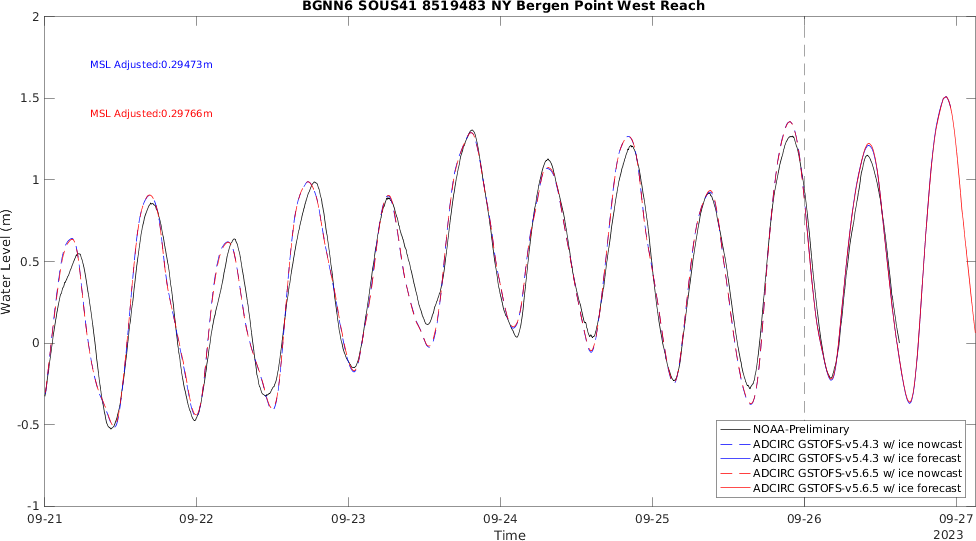 BGNN6 SOUS41 8519483 NY Bergen Point West Reach
2
1.5
1
0.5
0
-0.5
-1
Water Level (m)
MSL Adjusted:0.29473m
MSL Adjusted:0.29766m
NOAA-Preliminary
ADCIRC GSTOFS-v5.4.3 w/ ice nowcast
ADCIRC GSTOFS-v5.4.3 w/ ice forecast
ADCIRC GSTOFS-v5.6.5 w/ ice nowcast
ADCIRC GSTOFS-v5.6.5 w/ ice forecast
09-21 09-22 09-23 09-24 09-25 09-26 09-27
Time
2023